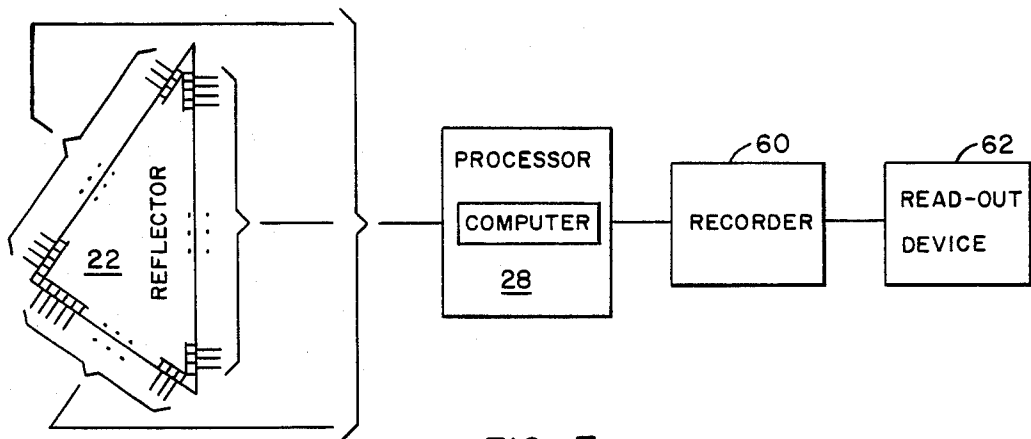 22
REFLECTOR
PROCESSOR
COMPUTER
28
60
RECORDER
62
READ-OUT
DEVICE